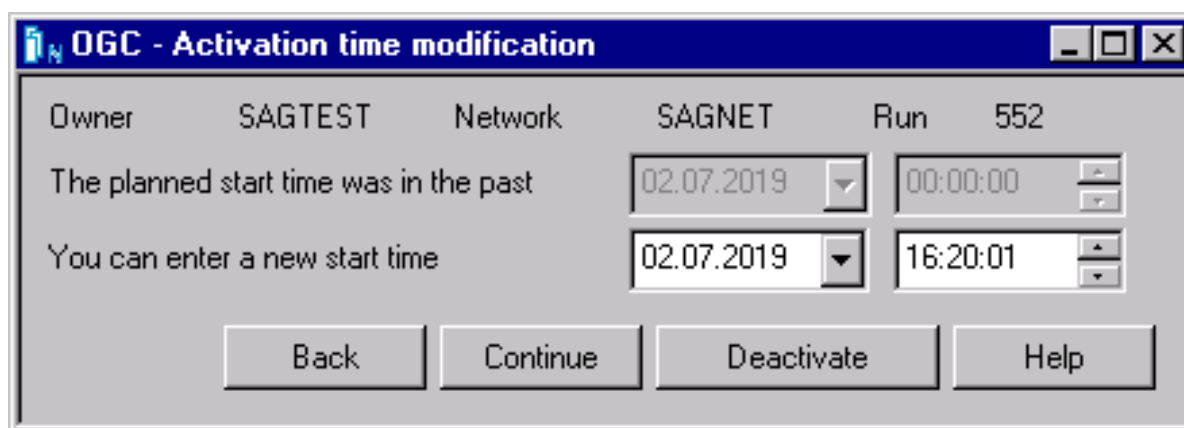 OGC - Activation time modification
Owner SAGTEST Network SAGNET Run 552
The planned start time was in the past 02.07.2019 00:00:00
You can enter a new start time 02.07.2019 16:20:01
Back Continue Deactivate Help